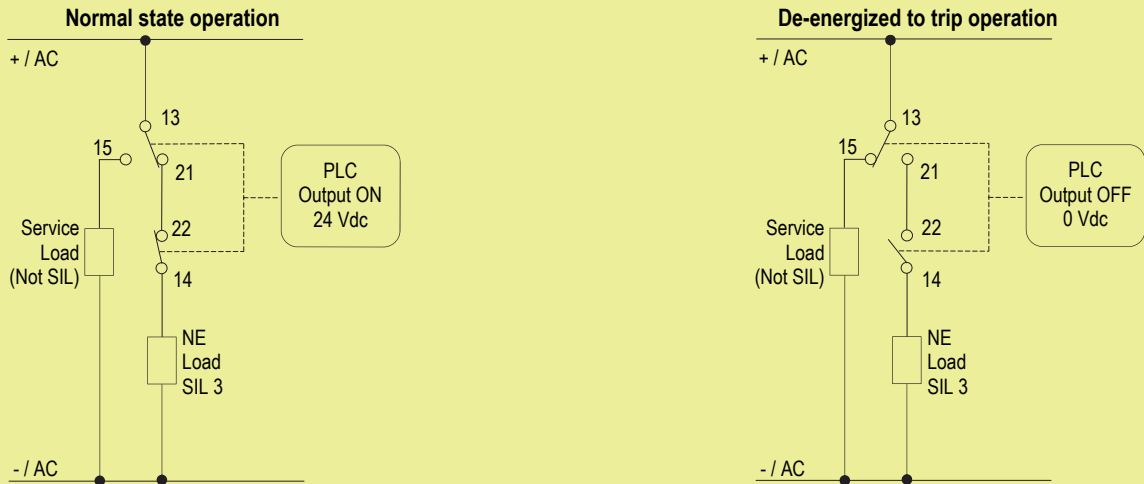 Normal state operation
+ / AC
13
15
21
PLC
Output ON
24 Vdc
22
Service
Load
(Not SIL)
14
NE
Load
SIL 3
- / AC
De-energized to trip operation
+ / AC
13
15
21
PLC
Output OFF
0 Vdc
22
Service
Load
(Not SIL)
14
NE
Load
SIL 3
- / AC